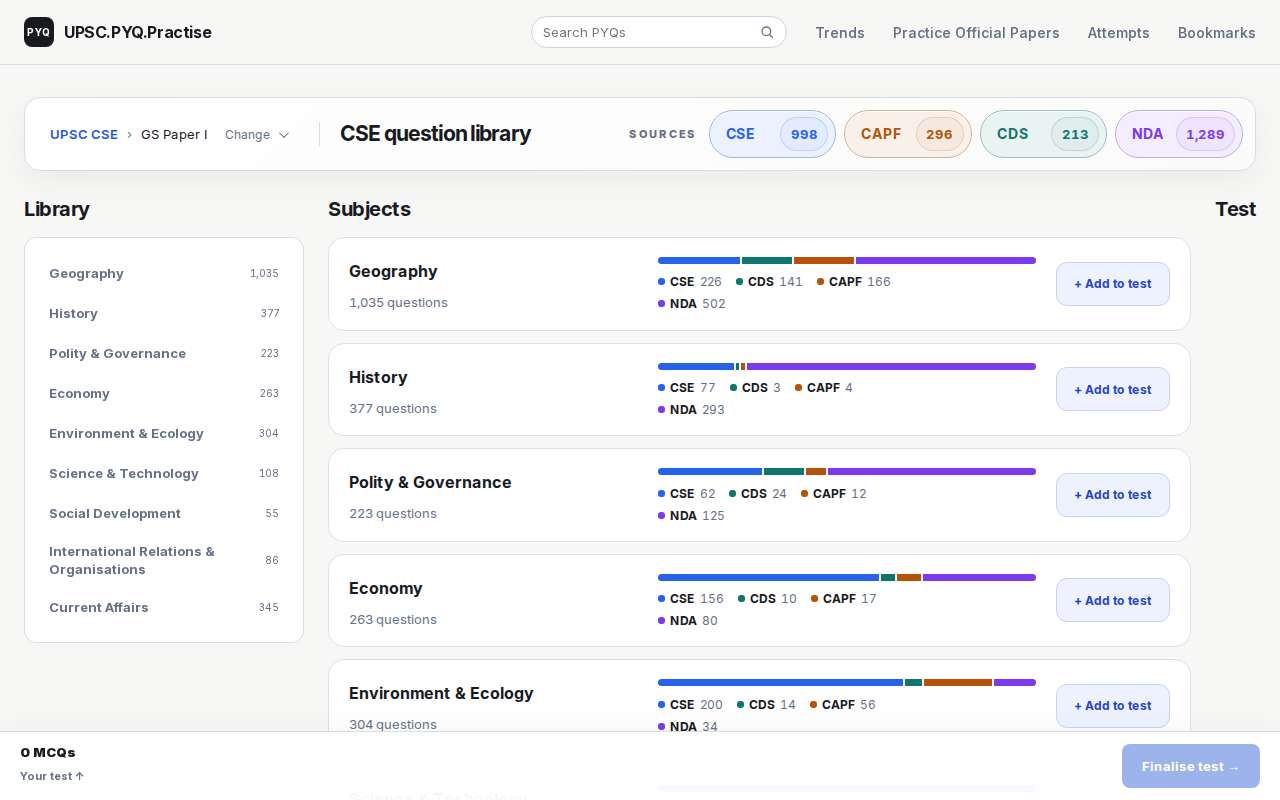 PYQ UPSC.PYQ.Practise
Search PYQs
Trends
Practice Official Papers
Attempts
Bookmarks
UPSC CSE › GS Paper I Change
CSE question library
SOURCES
CSE 998
CAPF 296
CDS 213
NDA 1,289
Library
Geography 1,035
History 377
Polity & Governance 223
Economy 263
Environment & Ecology 304
Science & Technology 108
Social Development 55
International Relations &
Organisations 86
Current Affairs 345
Subjects
Geography
1,035 questions
CSE 226 CDS 141 CAPF 166
NDA 502
+ Add to test
History
377 questions
CSE 77 CDS 3 CAPF 4
NDA 293
+ Add to test
Polity & Governance
223 questions
CSE 62 CDS 24 CAPF 12
NDA 125
+ Add to test
Economy
263 questions
CSE 156 CDS 10 CAPF 17
NDA 80
+ Add to test
Environment & Ecology
304 questions
CSE 200 CDS 14 CAPF 56
NDA 34
+ Add to test
Science & Technology
Test
0 MCQs
Your test ↑
Finalise test →